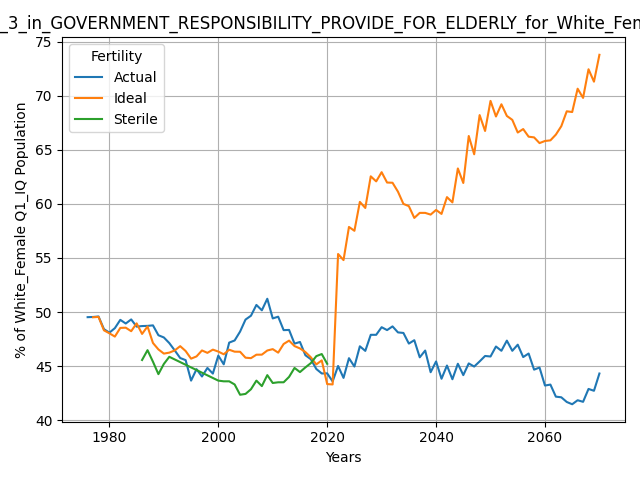 _3_in_GOVERNMENT_RESPONSIBILITY_PROVIDE_FOR_ELDERLY_for_White_Fem
Fertility
Actual
Ideal
Sterile
% of White_Female Q1_IQ Population
75
70
65
60
55
50
45
40
1980
2000
2020
2040
2060
Years